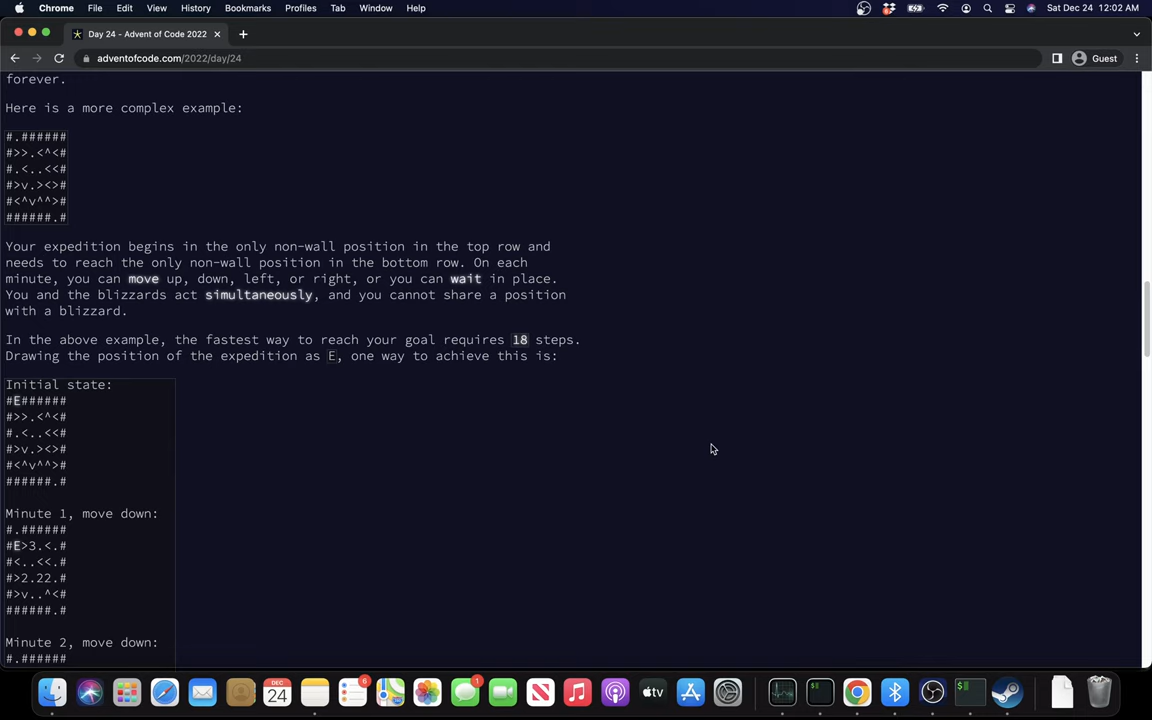 Chrome File Edit View History Bookmarks Profiles Tab Window Help Sat Dec 24 12:02 AM
Day 24 - Advent of Code 2022
adventofcode.com/2022/day/24 Guest
forever.
Here is a more complex example:
#.######
#>>.<^<#
#.<..<<#
#>v.><>#
#<^v^^>#
######.#
Your expedition begins in the only non-wall position in the top row and
needs to reach the only non-wall position in the bottom row. On each
minute, you can move up, down, left, or right, or you can wait in place.
You and the blizzards act simultaneously, and you cannot share a position
with a blizzard.
In the above example, the fastest way to reach your goal requires 18 steps.
Drawing the position of the expedition as E, one way to achieve this is:
Initial state:
#E######
#>>.<^<#
#.<..<<#
#>v.><>#
#<^v^^>#
######.#
Minute 1, move down:
#.######
#E>3.<.#
#<..<<.#
#>2.22.#
#>v..^<#
######.#
Minute 2, move down:
#.######
DEC
24
6
1
tv
$